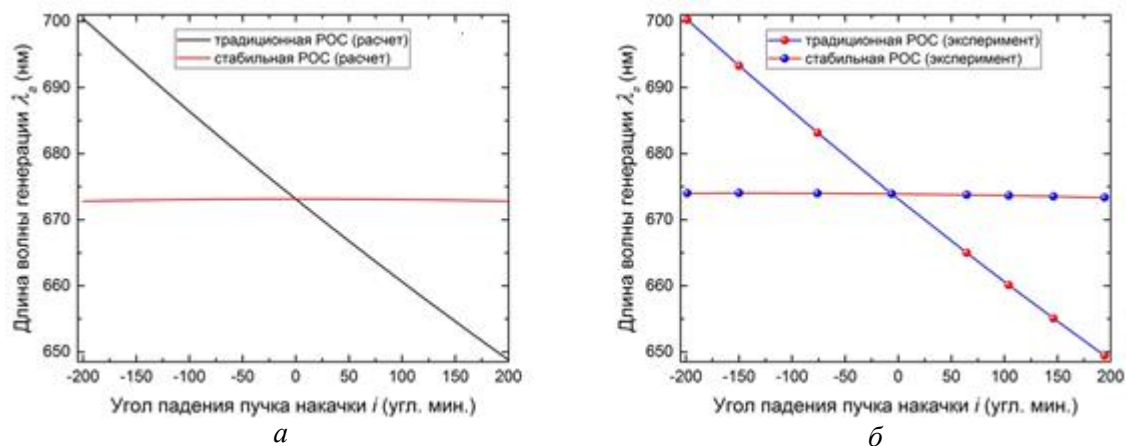 700
690
680
670
660
650
Длина волны генерации λг (нм)
традиционная РОС (расчет)
стабильная РОС (расчет)
-200 -150 -100 -50 0 50 100 150 200
Угол падения пучка накачки i (угл. мин.)
а
700
690
680
670
660
650
Длина волны генерации λг (нм)
традиционная РОС (эксперимент)
стабильная РОС (эксперимент)
-200 -150 -100 -50 0 50 100 150 200
Угол падения пучка накачки i (угл. мин.)
б